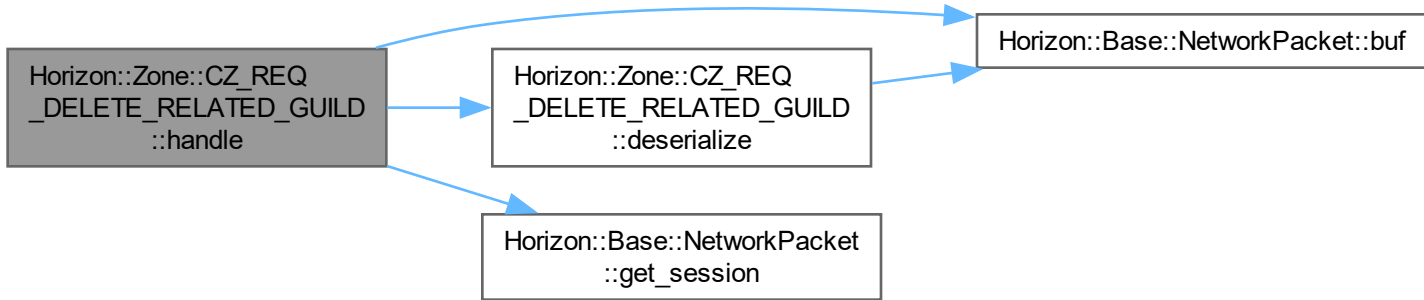 Horizon::Zone::CZ_REQ
_DELETE_RELATED_GUILD
::handle
Horizon::Zone::CZ_REQ
_DELETE_RELATED_GUILD
::deserialize
Horizon::Base::NetworkPacket::buf
Horizon::Base::NetworkPacket
::get_session